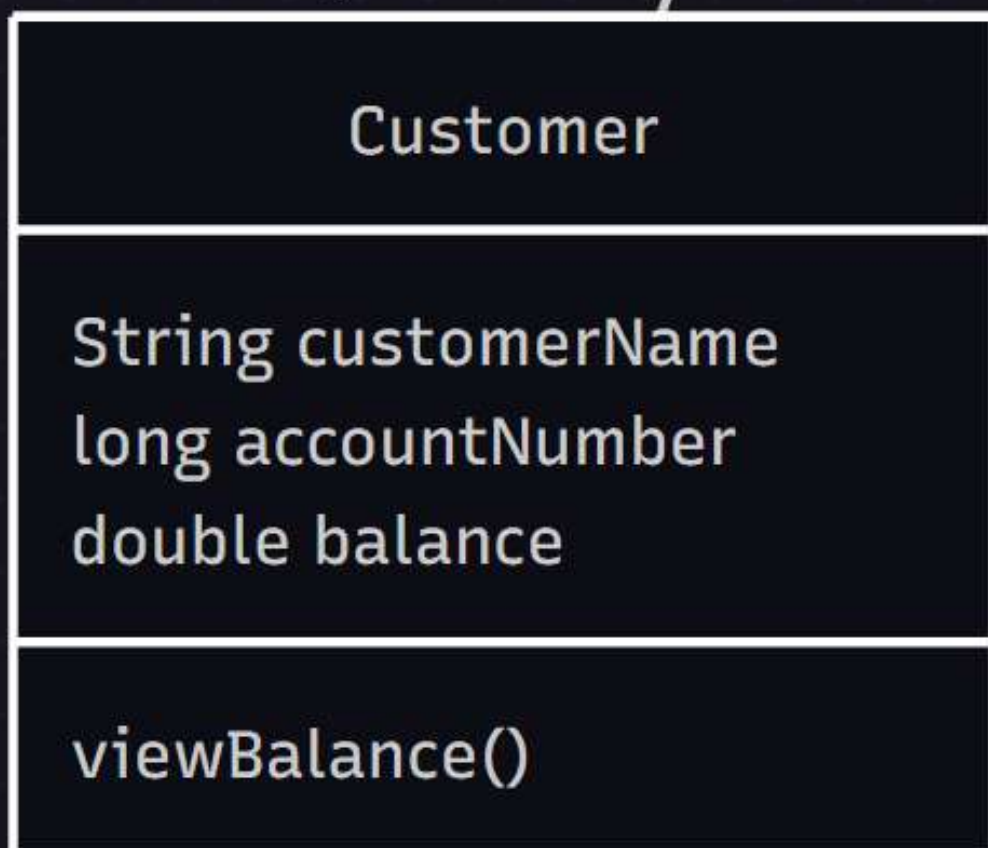 Customer
String customerName
long accountNumber
double balance
viewBalance()